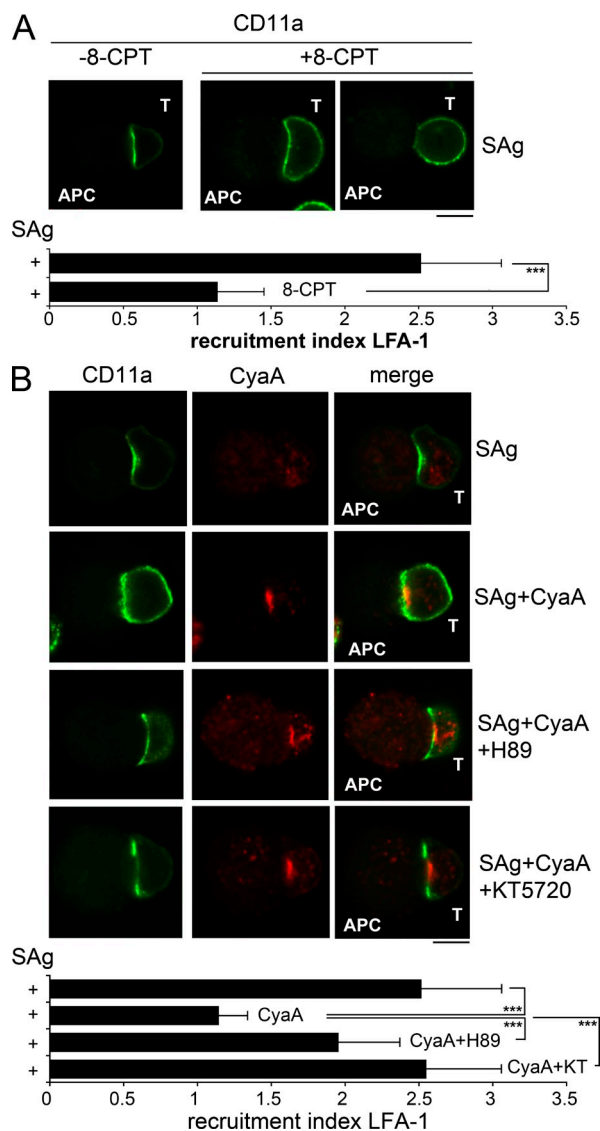 A
CD11a
-8-CPT +8-CPT
T T T
SAg
APC APC APC
SAg
+ ***
+ 8-CPT
0 0.5 1 1.5 2 2.5 3 3.5
recruitment index LFA-1
B
CD11a CyaA merge
SAg
APC T
SAg+CyaA
APC T
SAg+CyaA
+H89
APC T
SAg+CyaA
+KT5720
APC T
SAg
+
+ CyaA *** ***
+ CyaA+H89 ***
+ CyaA+KT
0 0.5 1 1.5 2 2.5 3 3.5
recruitment index LFA-1